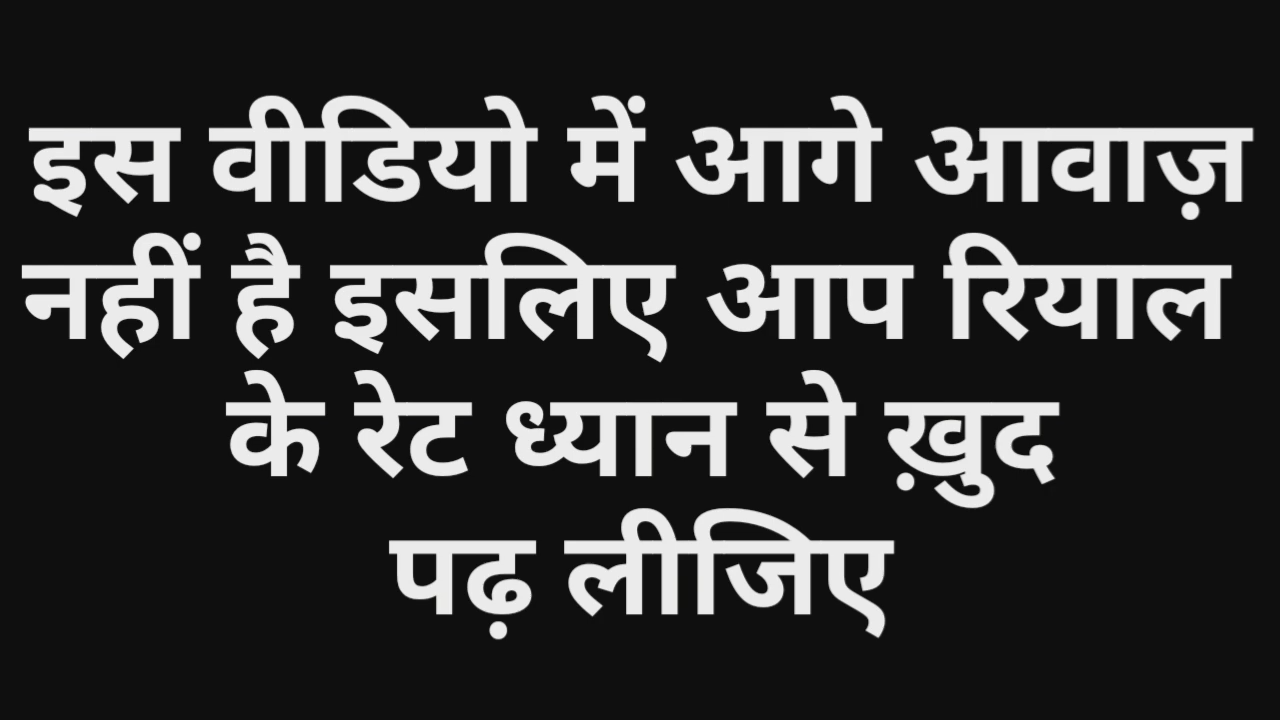 इस वीडियो में आगे आवाज़
नहीं है इसलिए आप रियाल
के रेट ध्यान से ख़ुद
पढ़ लीजिए